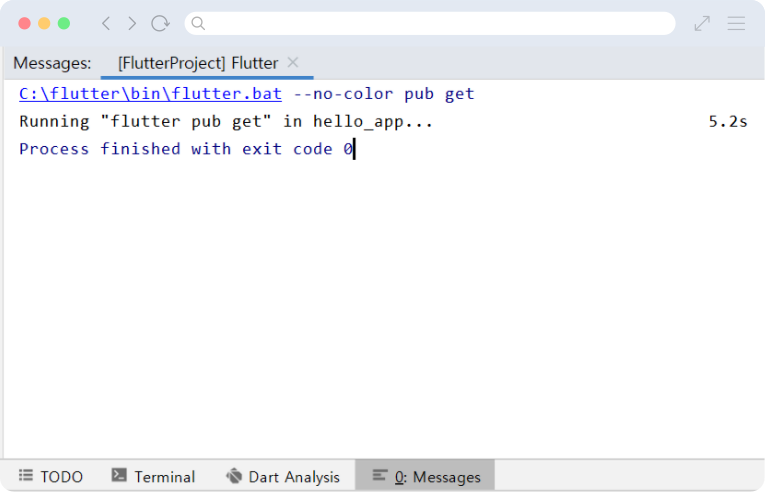 Messages: [FlutterProject] Flutter
C:\flutter\bin\flutter.bat --no-color pub get
Running "flutter pub get" in hello_app... 5.2s
Process finished with exit code 0
TODO Terminal Dart Analysis 0: Messages